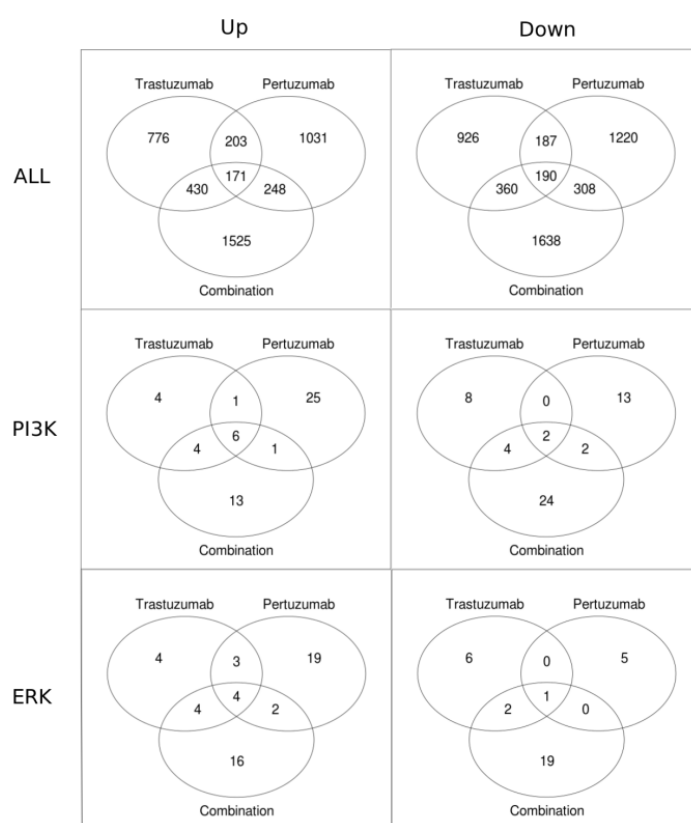 Up Down
Trastuzumab Pertuzumab Trastuzumab Pertuzumab
776 203 1031 926 187 1220
ALL
171 190
430 248 360 308
1525 1638
Combination Combination
Trastuzumab Pertuzumab Trastuzumab Pertuzumab
4 1 25 8 0 13
PI3K
6 2
4 1 4 2
13 24
Combination Combination
Trastuzumab Pertuzumab Trastuzumab Pertuzumab
4 3 19 6 0 5
ERK
4 1
4 2 2 0
16 19
Combination Combination